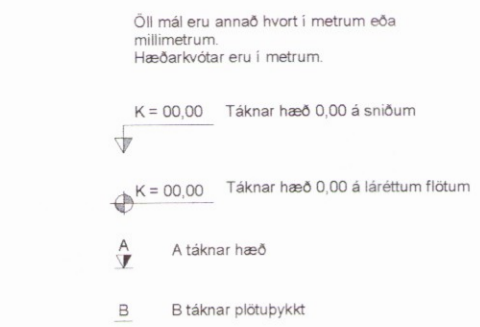 Öll mál eru annað hvort í metrum eða
millimetrum.
Hæðarkvótar eru í metrum.
K = 00,00 Táknar hæð 0,00 á sniðum
K = 00,00 Táknar hæð 0,00 á láréttum flötum
A A táknar hæð
B B táknar plötuþykkt